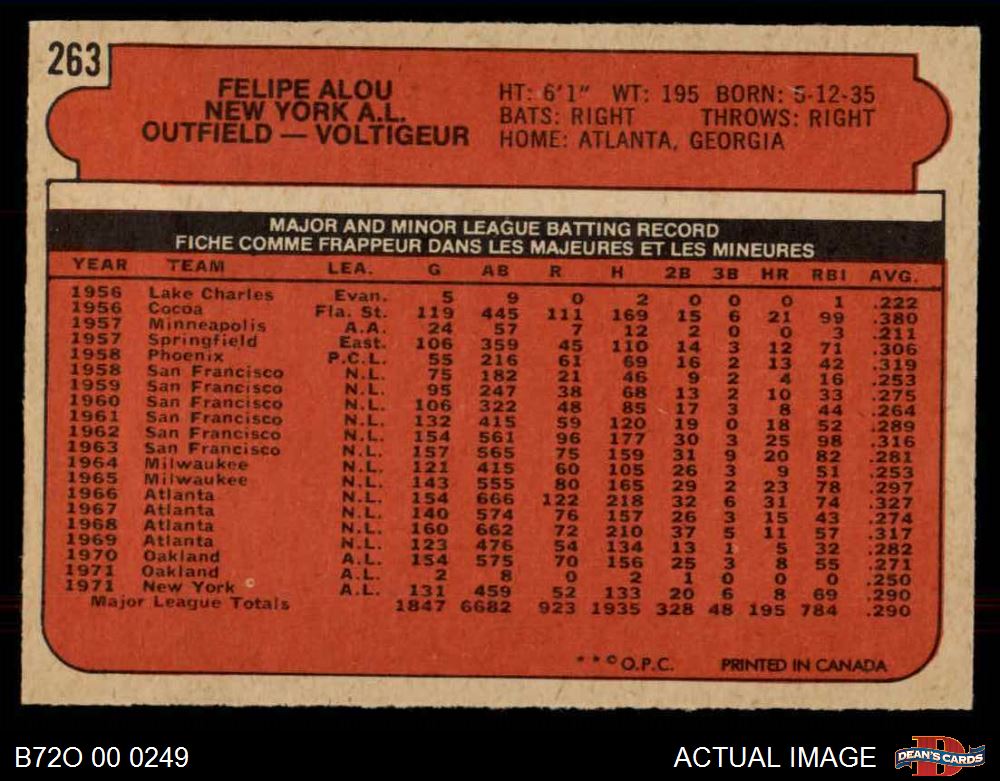 263
FELIPE ALOU
NEW YORK A.L.
OUTFIELD — VOLTIGEUR
HT: 6'1" WT: 195 BORN: 5-12-35
BATS: RIGHT THROWS: RIGHT
HOME: ATLANTA, GEORGIA
MAJOR AND MINOR LEAGUE BATTING RECORD
FICHE COMME FRAPPEUR DANS LES MAJEURES ET LES MINEURES
YEAR TEAM LEA. G AB R H 2B 3B HR RBI AVG.
1956 Lake Charles Evan. 5 9 0 2 0 0 0 1 .222
1956 Cocoa Fla. St. 119 445 111 169 15 6 21 99 .380
1957 Minneapolis A.A. 24 57 7 12 2 0 0 3 .211
1957 Springfield East. 106 359 45 110 14 3 12 71 .306
1958 Phoenix P.C.L. 55 216 61 69 16 2 13 42 .319
1958 San Francisco N.L. 75 182 21 46 9 2 4 16 .253
1959 San Francisco N.L. 95 247 38 68 13 2 10 33 .275
1960 San Francisco N.L. 106 322 48 85 17 3 8 44 .264
1961 San Francisco N.L. 132 415 59 120 19 0 18 52 .289
1962 San Francisco N.L. 154 561 96 177 30 3 25 98 .316
1963 San Francisco N.L. 157 565 75 159 31 9 20 82 .281
1964 Milwaukee N.L. 121 415 60 105 26 3 9 51 .253
1965 Milwaukee N.L. 143 555 80 165 29 2 23 78 .297
1966 Atlanta N.L. 154 666 122 218 32 6 31 74 .327
1967 Atlanta N.L. 140 574 76 157 26 3 15 43 .274
1968 Atlanta N.L. 160 662 72 210 37 5 11 57 .317
1969 Atlanta N.L. 123 476 54 134 13 1 5 32 .282
1970 Oakland A.L. 154 575 70 156 25 3 8 55 .271
1971 Oakland A.L. 2 8 0 2 1 0 0 0 .250
1971 New York A.L. 131 459 52 133 20 6 8 69 .290
Major League Totals 1847 6682 923 1935 328 48 195 784 .290
* * © O.P.C. PRINTED IN CANADA
B72O 00 0249
ACTUAL IMAGE
D
DEAN'S CARDS